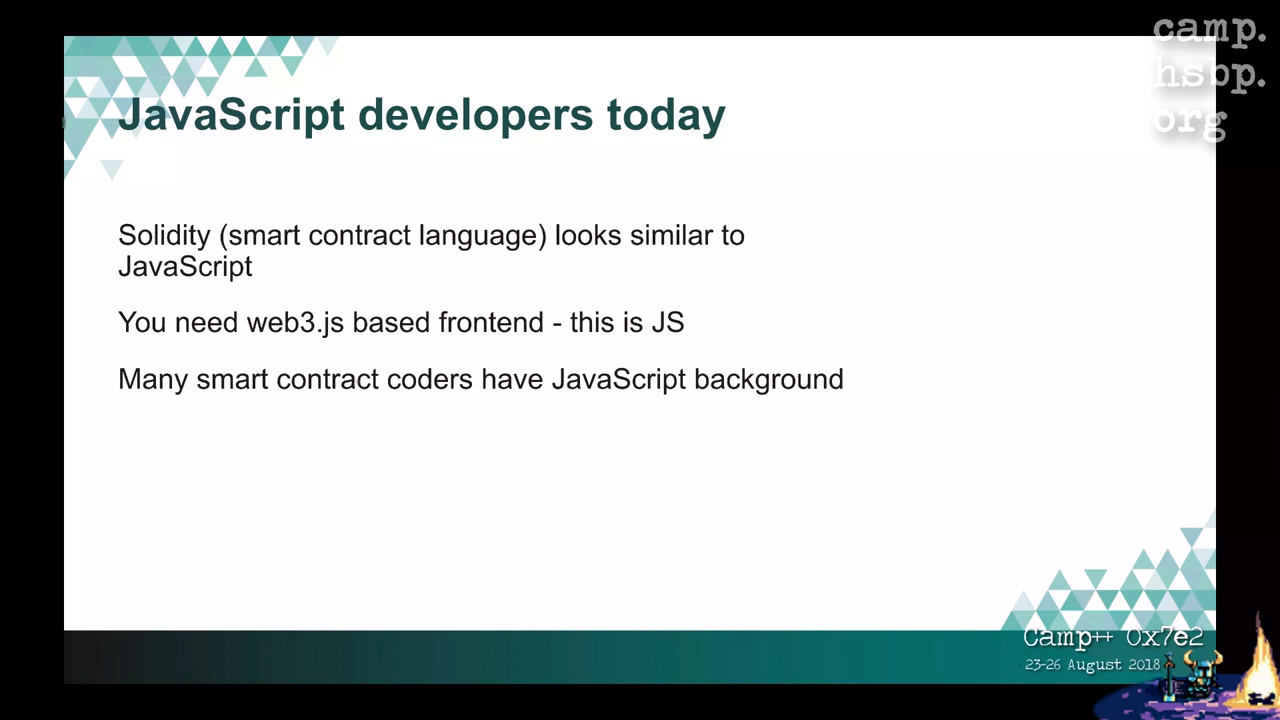 camp.
hsbp.
org
JavaScript developers today
Solidity (smart contract language) looks similar to
JavaScript
You need web3.js based frontend - this is JS
Many smart contract coders have JavaScript background
Camp++ 0x7e2
23-26 August 2018